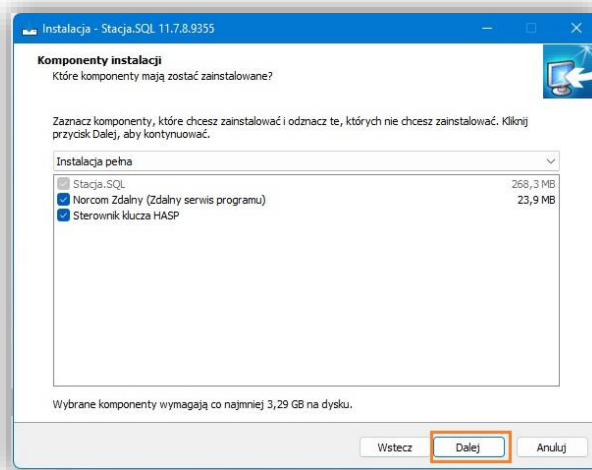 Instalacja - Stacja.SQL 11.7.8.9355
Komponenty instalacji
Które komponenty mają zostać zainstalowane?
Zaznacz komponenty, które chcesz zainstalować i odznacz te, których nie chcesz zainstalować. Kliknij
przycisk Dalej, aby kontynuować.
Instalacja pełna
Stacja.SQL 268,3 MB
Norcom Zdalny (Zdalny serwis programu) 23,9 MB
Sterownik klucza HASP
Wybrane komponenty wymagają co najmniej 3,29 GB na dysku.
Wstecz Dalej Anuluj